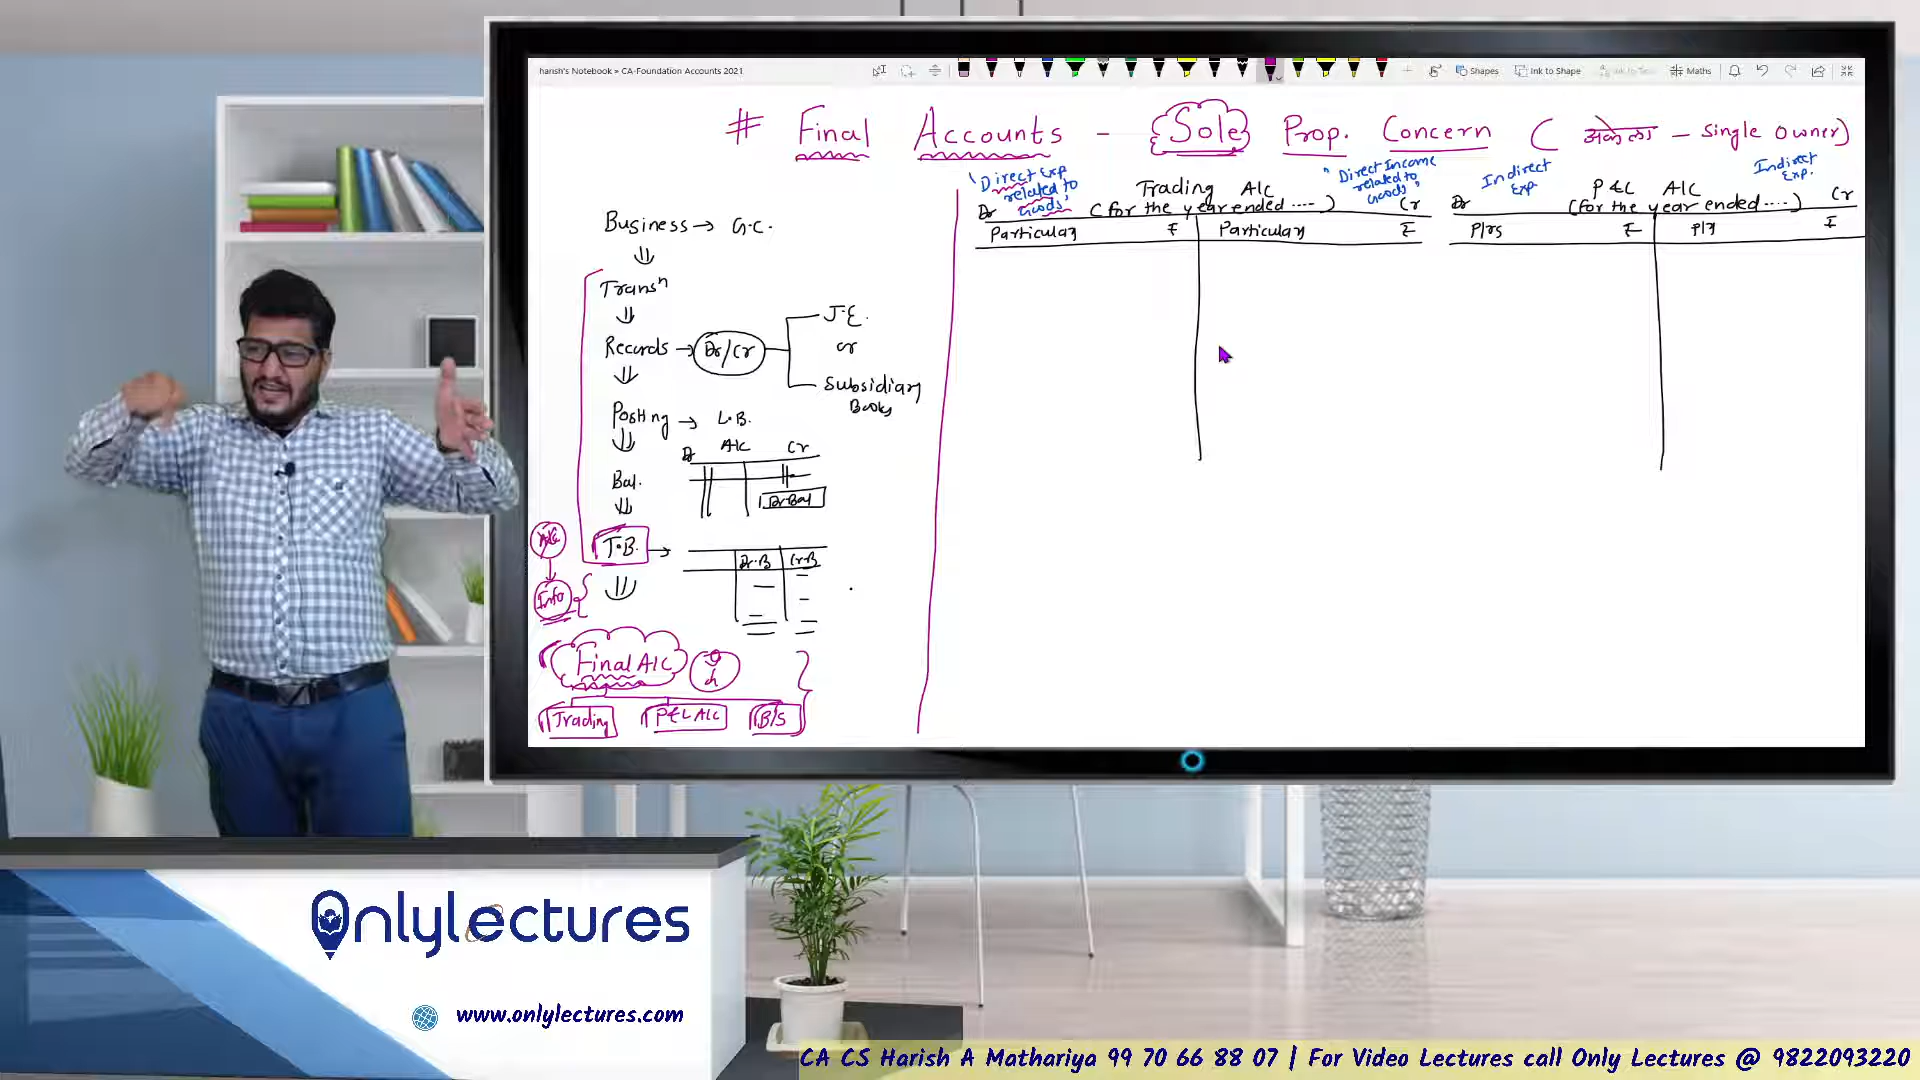 harish's Notebook > CA-Foundation Accounts 2021
Shapes
Ink to Shape
Maths
# Final Accounts - Sole Prop. Concern ( अकेला - Single Owner)
Business → G.C.
Transⁿ
Records → Dr/Cr
J.E.
or
Subsidiary
Books
Posting → L.B.
Dr A/c Cr
Bal.
Dr Bal
T.B. →
Dr.B Cr.B
Info
Final A/C
Trading P&L A/C B/S
"Direct Exp
related to
Goods"
Trading A/C
"Direct Income
related to
Goods"
Dr (for the year ended ....) Cr
Particular ₹ Particular ₹
Indirect
Exp
P&L A/C
Indirect
Exp.
Dr (for the year ended ....) Cr
P/rs ₹ P/rs ₹
Onlylectures
www.onlylectures.com
CA CS Harish A Mathariya 99 70 66 88 07 | For Video Lectures call Only Lectures @ 9822093220